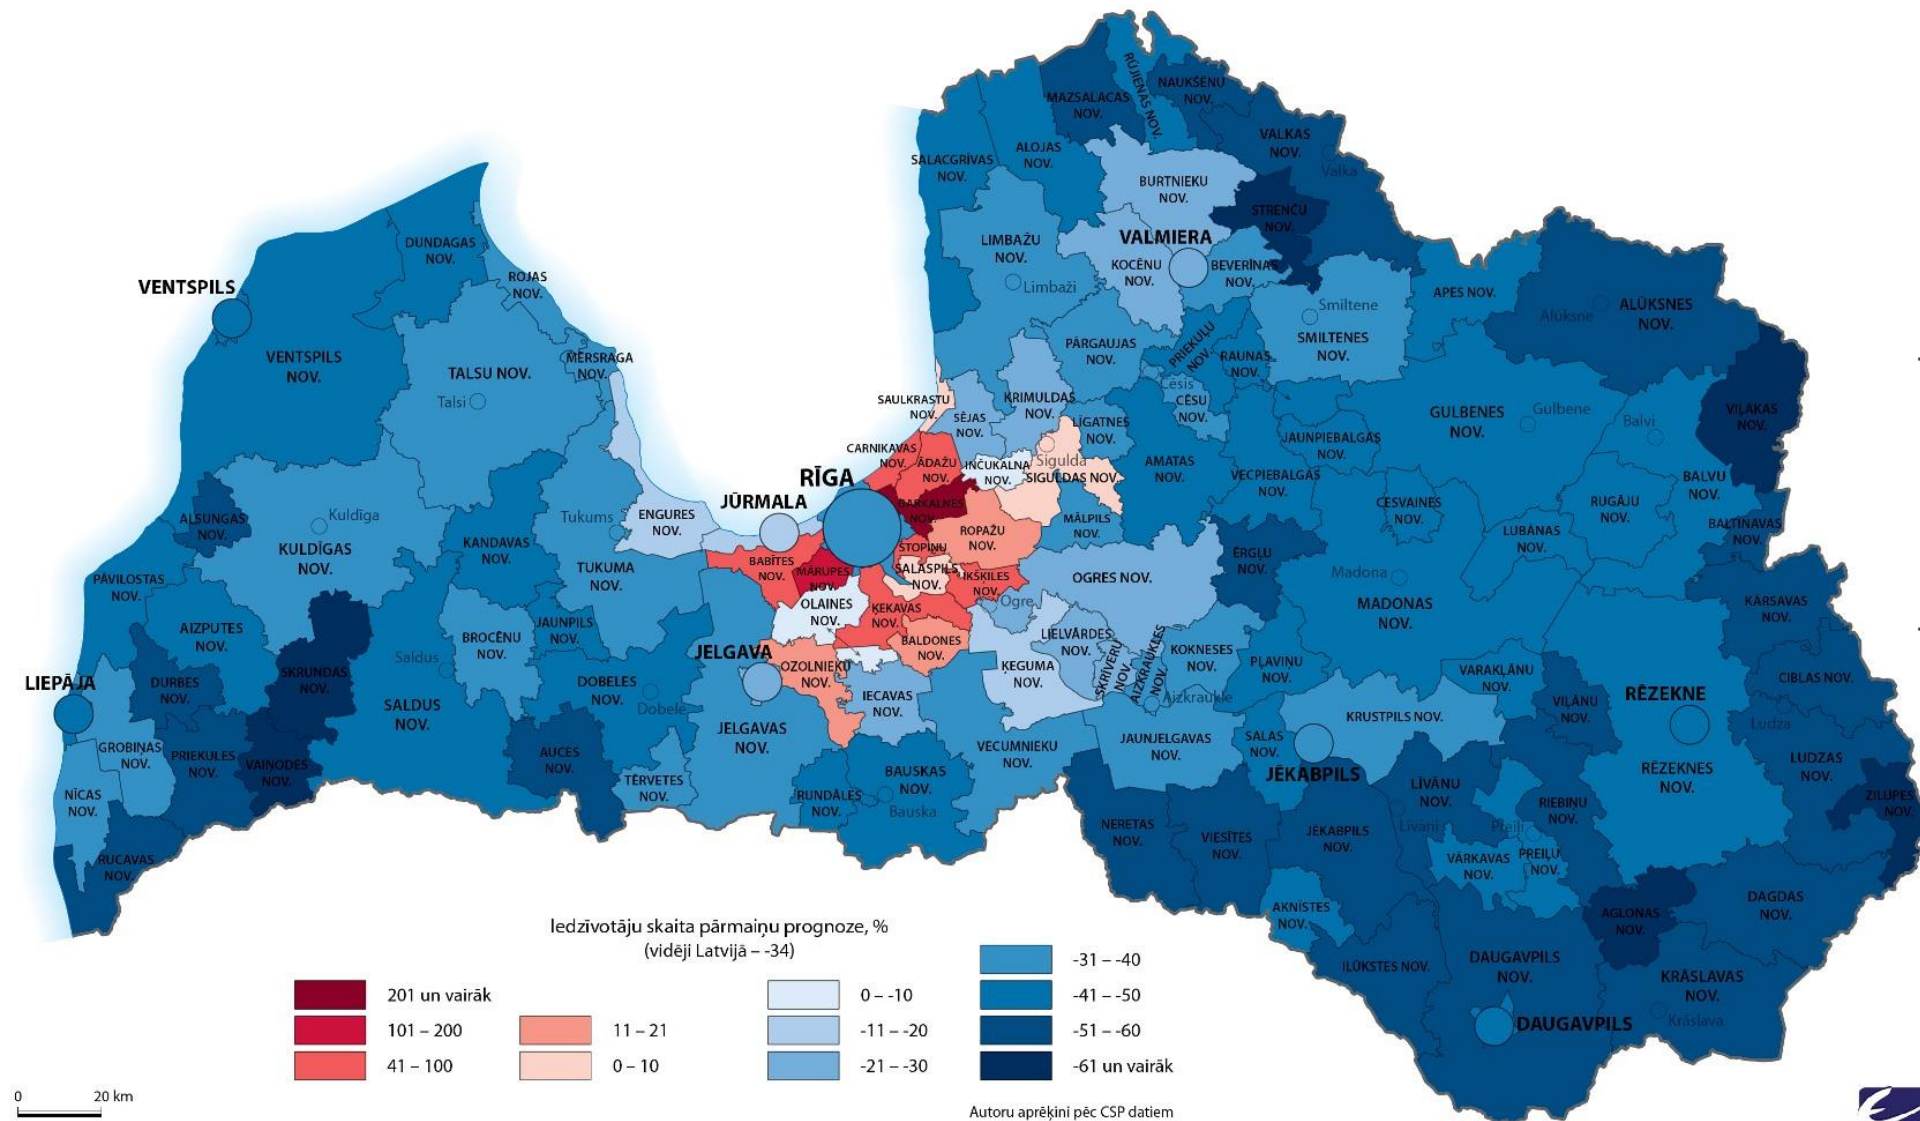 RŪJIENAS NOV.
MAZSALACAS
NOV.
NAUKŠĒNU
NOV.
VALKAS
NOV.
Valka
SALACGRĪVAS
NOV.
ALOJAS
NOV.
BURTNIEKU
NOV.
STRENČU
NOV.
DUNDAGAS
NOV.
ROJAS
NOV.
VENTSPILS
LIMBAŽU
NOV.
Limbaži
VALMIERA
KOCĒNU
NOV.
BEVERĪNAS
NOV.
APES NOV.
Alūksne
ALŪKSNES
NOV.
Smiltene
SMILTENES
NOV.
VENTSPILS
NOV.
TALSU NOV.
Talsi
MĒRSRAGA
NOV.
PĀRGAUJAS
NOV.
PRIEKUĻU
NOV.
RAUNAS
NOV.
Cēsis
CĒSU
NOV.
SAULKRASTU
NOV.
SĒJAS
NOV.
KRIMULDAS
NOV.
LĪGATNES
NOV.
GULBENES
NOV.
Gulbene
Balvi
VIĻAKAS
NOV.
JAUNPIEBALGAS
NOV.
CARNIKAVAS
NOV.
ĀDAŽU
NOV.
INČUKALNA
NOV.
Sigulda
SIGULDAS NOV.
AMATAS
NOV.
VECPIEBALGAS
NOV.
CESVAINES
NOV.
RUGĀJU
NOV.
BALVU
NOV.
BALTINAVAS
NOV.
RĪGA
JŪRMALA
GARKALNES
NOV.
ROPAŽU
NOV.
MĀLPILS
NOV.
LUBĀNAS
NOV.
ALSUNGAS
NOV.
Kuldīga
KULDĪGAS
NOV.
KANDAVAS
NOV.
Tukums
TUKUMA
NOV.
ENGURES
NOV.
BABĪTES
NOV.
MĀRUPES
NOV.
STOPIŅU
SALASPILS
NOV.
IKŠĶILES
NOV.
OGRES NOV.
Ogre
ĒRGĻU
NOV.
Madona
MADONAS
NOV.
KĀRSAVAS
NOV.
PĀVILOSTAS
NOV.
AIZPUTES
NOV.
OLAINES
NOV.
ĶEKAVAS
NOV.
BALDONES
NOV.
LIELVĀRDES
NOV.
SKRĪVERU
NOV.
AIZKRAUKLES
NOV.
Aizkraukle
KOKNESES
NOV.
PĻAVIŅU
NOV.
VARAKĻĀNU
NOV.
CIBLAS NOV.
BROCĒNU
NOV.
JAUNPILS
NOV.
JELGAVA
OZOLNIEKU
NOV.
IECAVAS
NOV.
ĶEGUMA
NOV.
LIEPĀJA
DURBES
NOV.
SKRUNDAS
NOV.
Saldus
SALDUS
NOV.
DOBELES
NOV.
Dobele
JELGAVAS
NOV.
VECUMNIEKU
NOV.
JAUNJELGAVAS
NOV.
SALAS
NOV.
KRUSTPILS NOV.
JĒKABPILS
VIĻĀNU
NOV.
RĒZEKNE
RĒZEKNES
NOV.
Ludza
LUDZAS
NOV.
ZILUPES
NOV.
GROBIŅAS
NOV.
PRIEKULES
NOV.
VAIŅODES
NOV.
AUCES
NOV.
TĒRVETES
NOV.
RUNDĀLES
NOV.
BAUSKAS
NOV.
Bauska
NĪCAS
NOV.
RUCAVAS
NOV.
NERETAS
NOV.
VIESĪTES
NOV.
JĒKABPILS
NOV.
LĪVĀNU
NOV.
Līvāni
Preiļi
RIEBIŅU
NOV.
VĀRKAVAS
NOV.
PREIĻU
NOV.
AKNĪSTES
NOV.
AGLONAS
NOV.
DAGDAS
NOV.
ILŪKSTES NOV.
DAUGAVPILS
NOV.
DAUGAVPILS
KRĀSLAVAS
NOV.
Krāslava
Iedzīvotāju skaita pārmaiņu prognoze, %
(vidēji Latvijā – -34)
201 un vairāk
101 – 200
41 – 100
11 – 21
0 – 10
0 – -10
-11 – -20
-21 – -30
-31 – -40
-41 – -50
-51 – -60
-61 un vairāk
0 20 km
Autoru aprēķini pēc CSP datiem